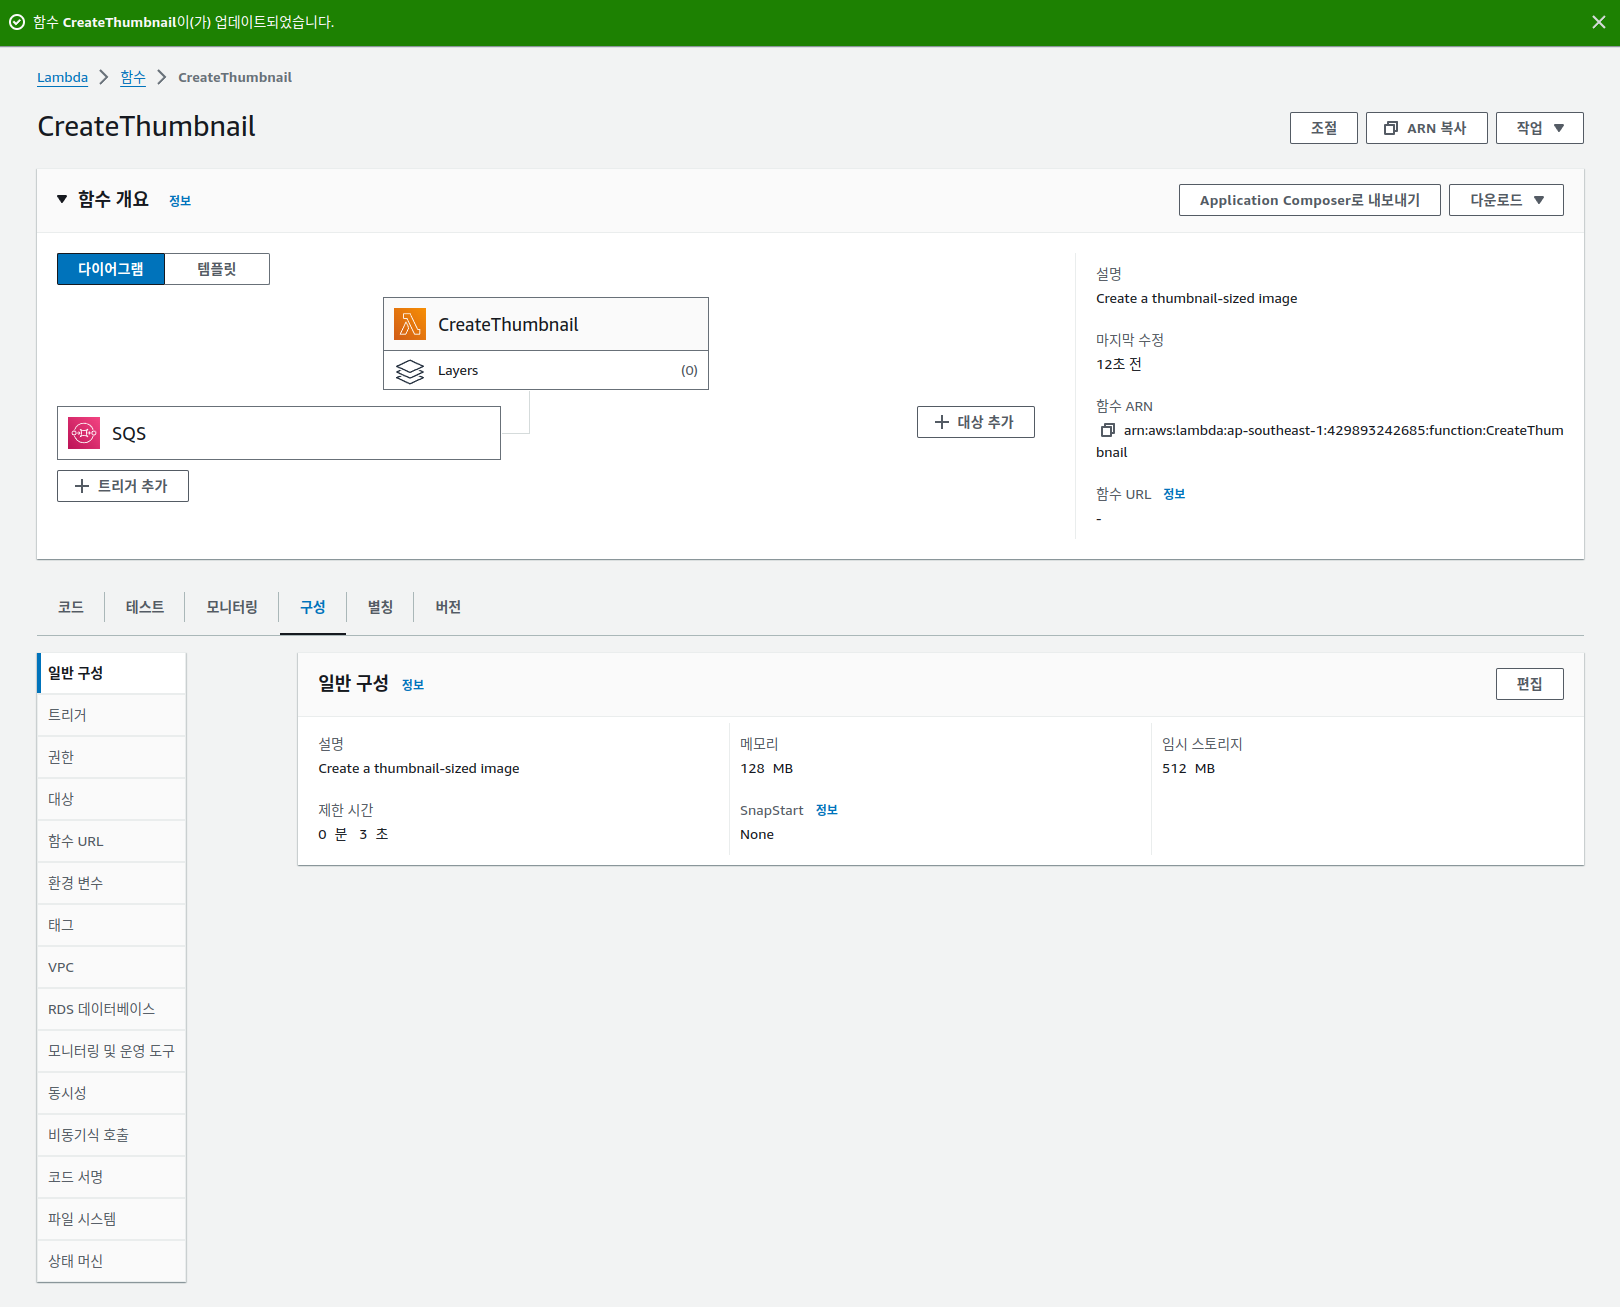 함수 CreateThumbnail이(가) 업데이트되었습니다.
Lambda
함수
CreateThumbnail
CreateThumbnail
조절
ARN 복사
작업
함수 개요 정보
Application Composer로 내보내기
다운로드
다이어그램
템플릿
CreateThumbnail
Layers (0)
SQS
트리거 추가
대상 추가
설명
Create a thumbnail-sized image
마지막 수정
12초 전
함수 ARN
arn:aws:lambda:ap-southeast-1:429893242685:function:CreateThum
bnail
함수 URL 정보
-
코드
테스트
모니터링
구성
별칭
버전
일반 구성
트리거
권한
대상
함수 URL
환경 변수
태그
VPC
RDS 데이터베이스
모니터링 및 운영 도구
동시성
비동기식 호출
코드 서명
파일 시스템
상태 머신
일반 구성 정보
편집
설명
Create a thumbnail-sized image
제한 시간
0 분 3 초
메모리
128 MB
SnapStart 정보
None
임시 스토리지
512 MB